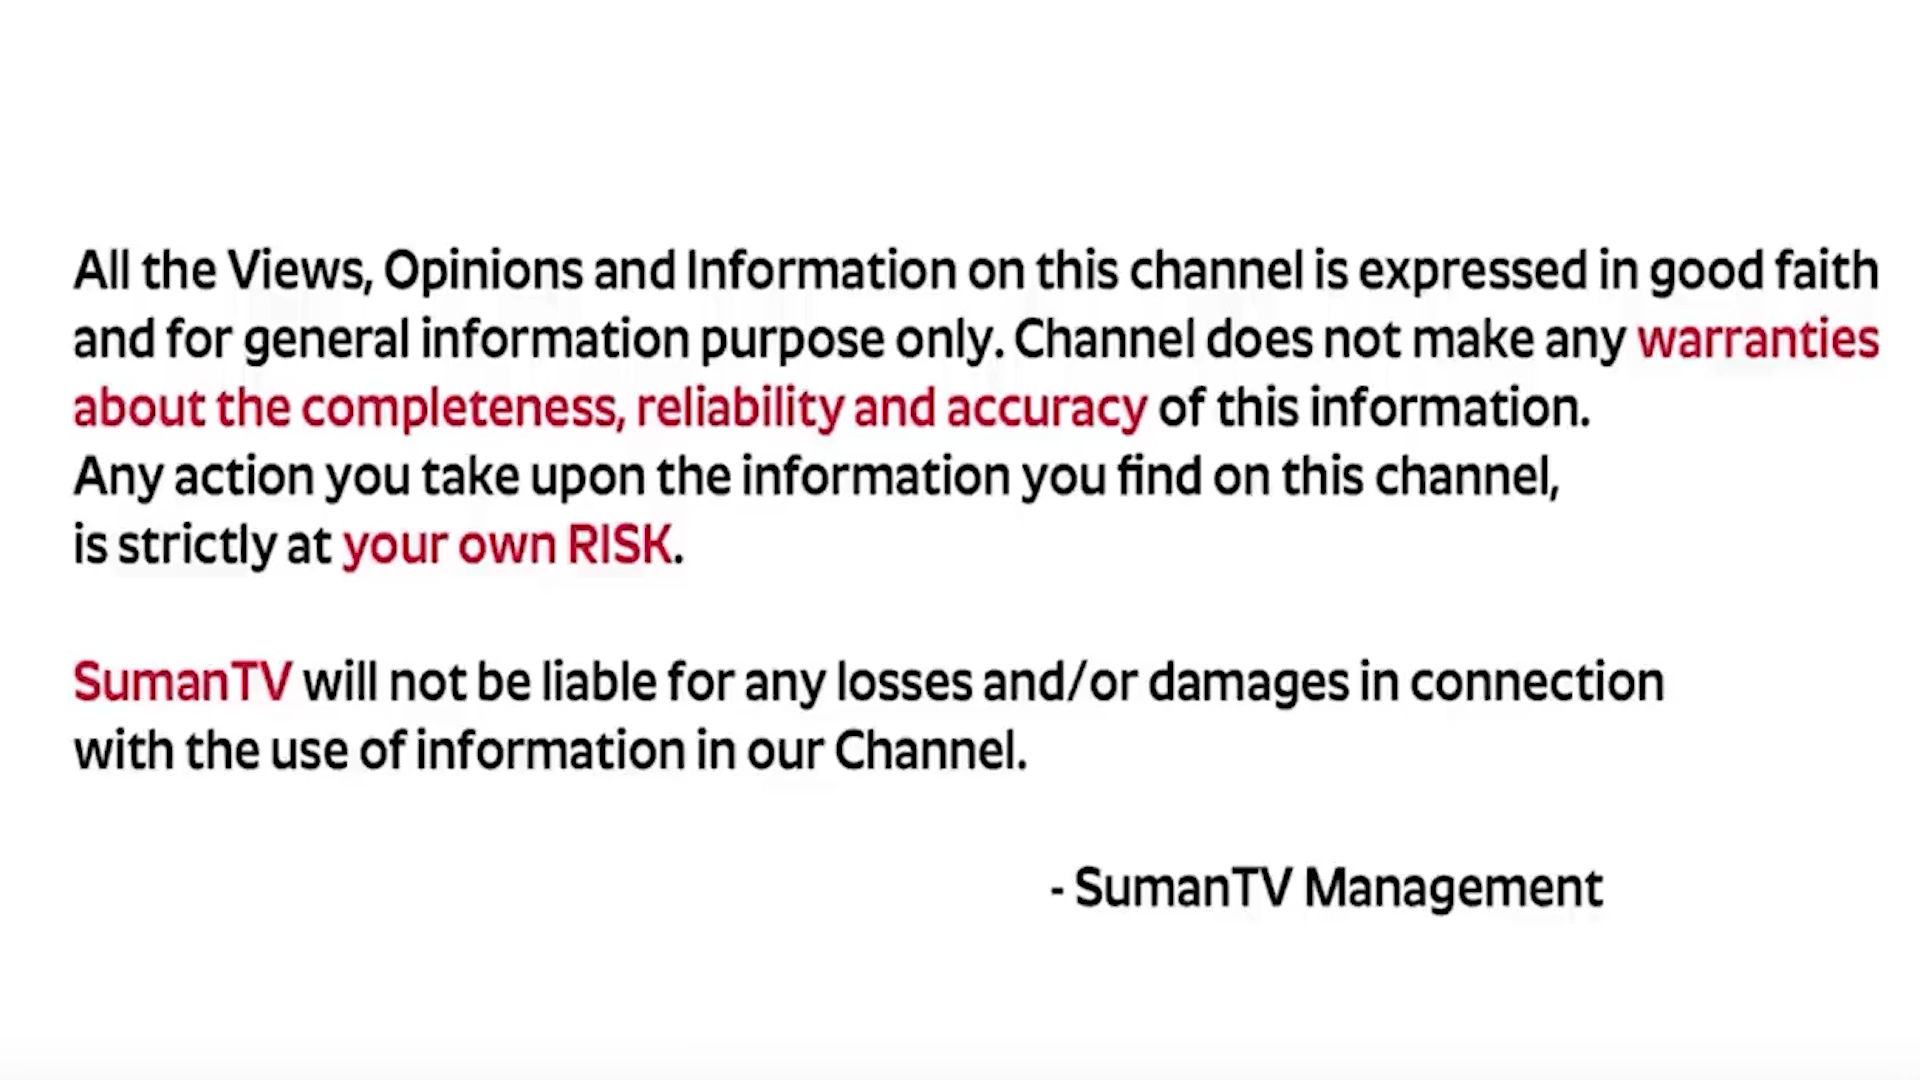 All the Views, Opinions and Information on this channel is expressed in good faith
and for general information purpose only. Channel does not make any warranties
about the completeness, reliability and accuracy of this information.
Any action you take upon the information you find on this channel,
is strictly at your own RISK.
SumanTV will not be liable for any losses and/or damages in connection
with the use of information in our Channel.
- SumanTV Management